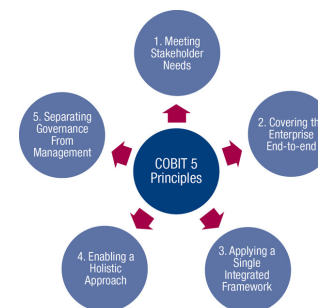 1. Meeting
Stakeholder
Needs
2. Covering th
Enterprise
End-to-end
3. Applying a
Single
Integrated
Framework
4. Enabling a
Holistic
Approach
5. Separating
Governance
From
Management
COBIT 5
Principles